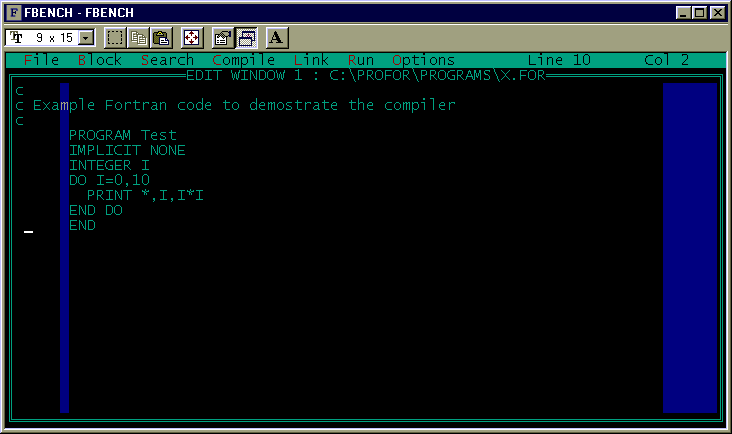 FBENCH - FBENCH
9 x 15
A
File Block Search Compile Link Run Options Line 10 Col 2
EDIT WINDOW 1 : C:\PROFOR\PROGRAMS\X.FOR
c
c Example Fortran code to demostrate the compiler
c
PROGRAM Test
IMPLICIT NONE
INTEGER I
DO I=0,10
PRINT *,I,I*I
END DO
END